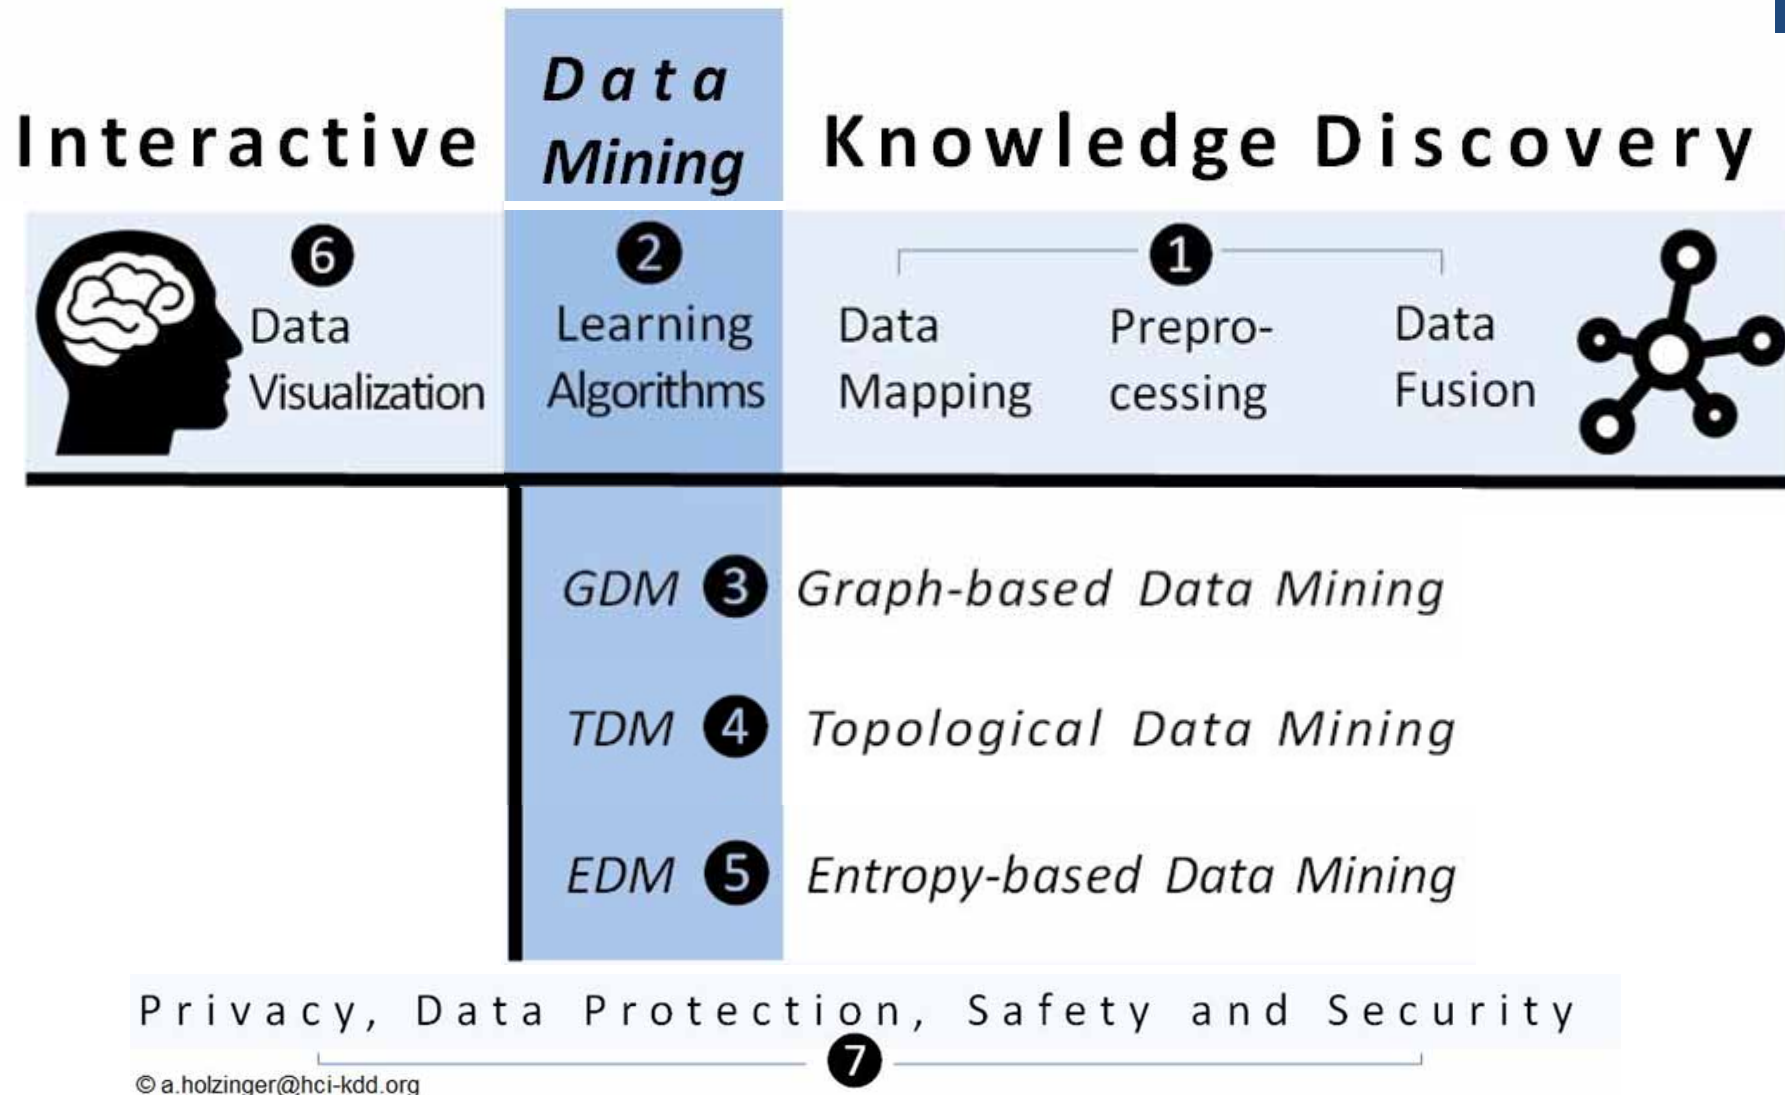 Interactive
Data
Mining
Knowledge Discovery
6
Data
Visualization
2
Learning
Algorithms
1
Data
Mapping
Prepro-
cessing
Data
Fusion
GDM 3 Graph-based Data Mining
TDM 4 Topological Data Mining
EDM 5 Entropy-based Data Mining
Privacy, Data Protection, Safety and Security
7
© a.holzinger@hci-kdd.org